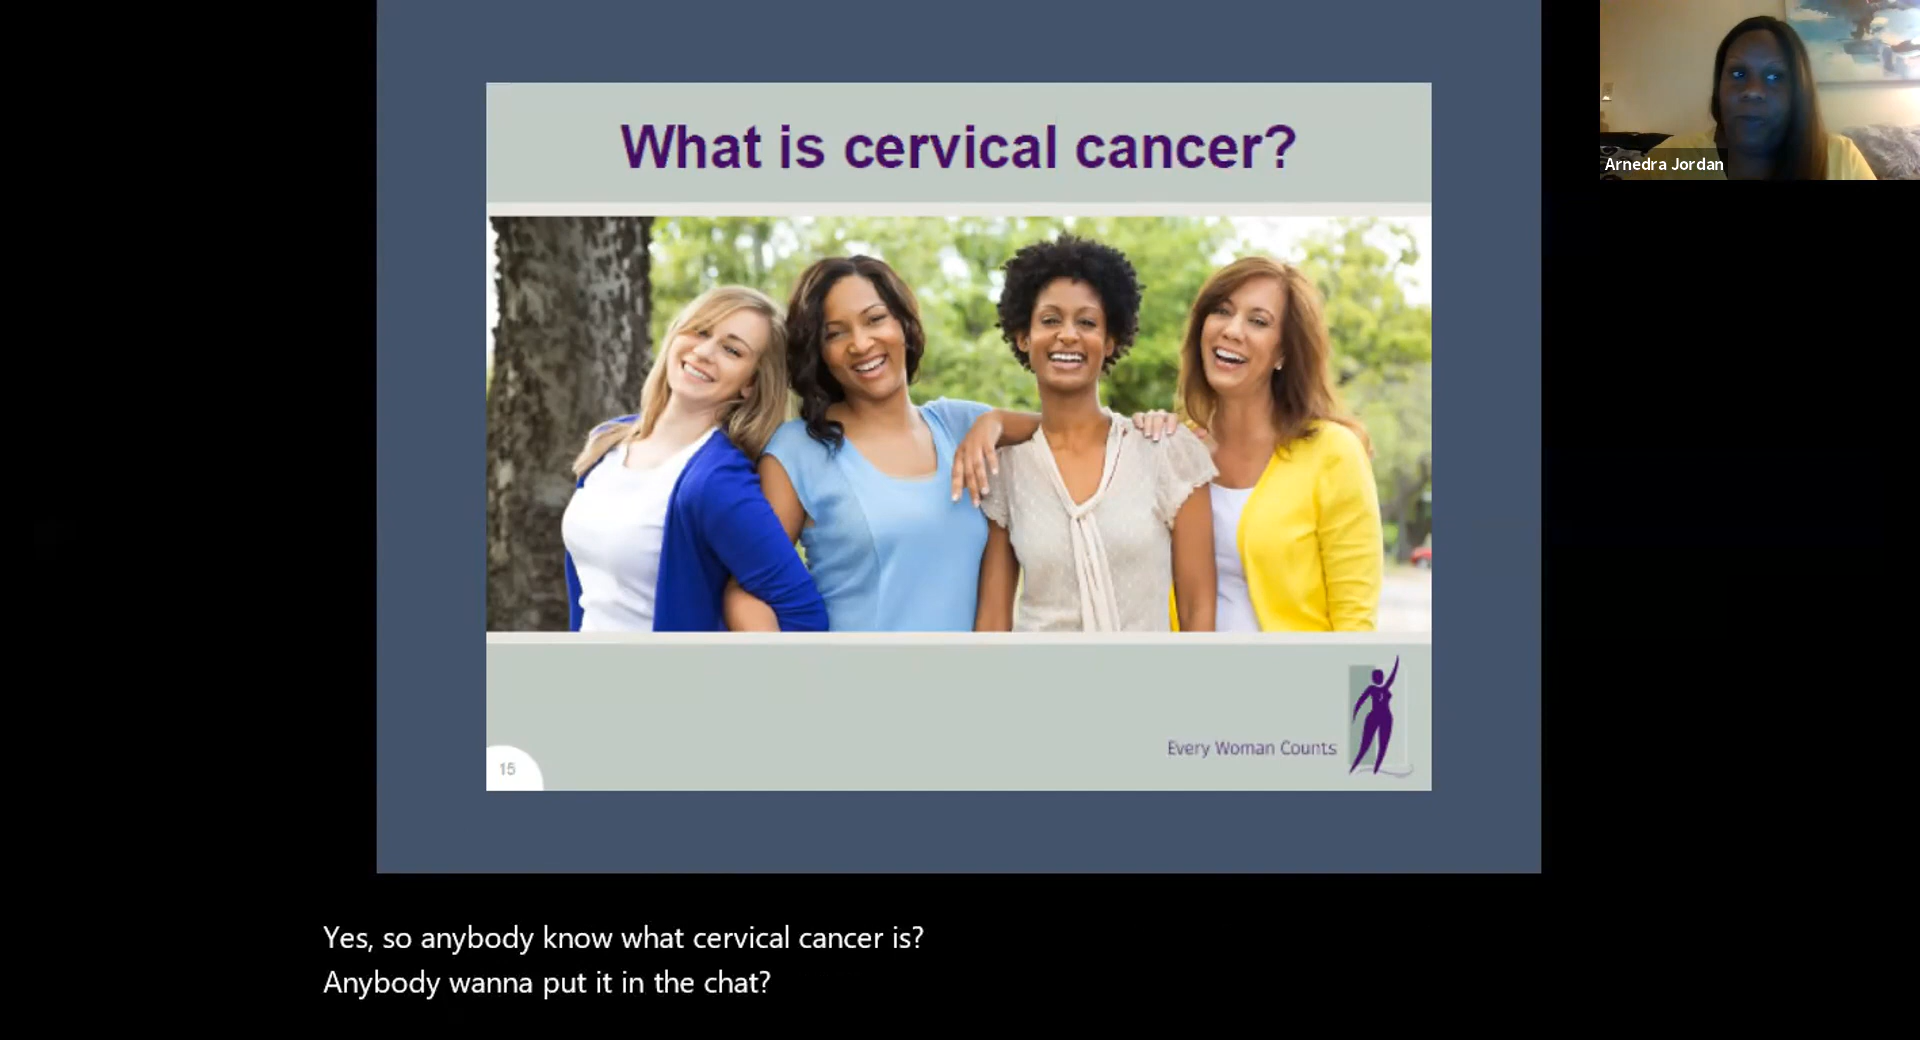 What is cervical cancer?
Arnedra Jordan
Every Woman Counts
15
Yes, so anybody know what cervical cancer is?
Anybody wanna put it in the chat?